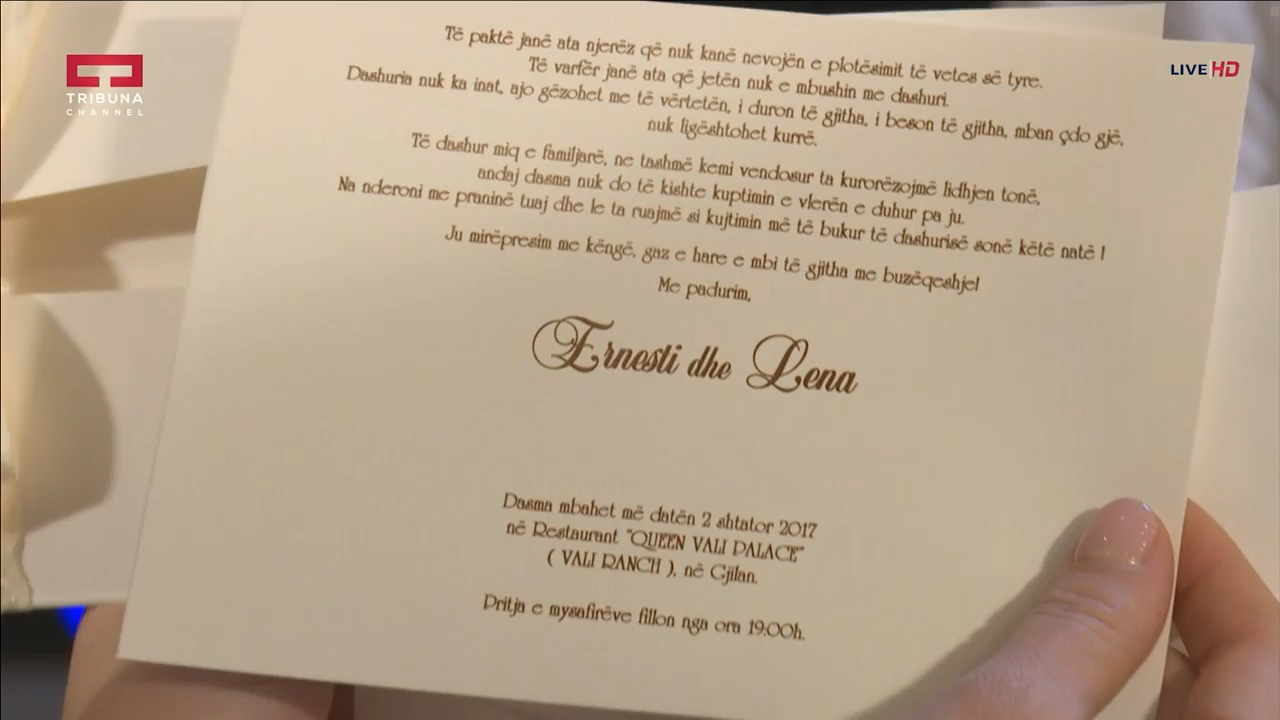 TRIBUNA
CHANNEL
LIVE HD
Të paktë janë ata njerëz që nuk kanë nevojën e plotësimit të vetes së tyre.
Të varfër janë ata që jetën nuk e mbushin me dashuri.
Dashuria nuk ka inat, ajo gëzohet me të vërtetën, i duron të gjitha, i beson të gjitha, mban çdo gjë,
nuk ligështohet kurrë.
Të dashur miq e familjarë, ne tashmë kemi vendosur ta kurorëzojmë lidhjen tonë,
andaj dasma nuk do të kishte kuptimin e vlerën e duhur pa ju.
Na nderoni me praninë tuaj dhe le ta ruajmë si kujtimin më të bukur të dashurisë sonë këtë natë !
Ju mirëpresim me këngë, gaz e hare e mbi të gjitha me buzëqeshje!
Me padurim,
Ernesti dhe Lena
Dasma mbahet më datën 2 shtator 2017
në Restaurant "QUEEN VALI PALACE"
( VALI RANCH ), në Gjilan.
Pritja e mysafirëve fillon nga ora 19:00h.